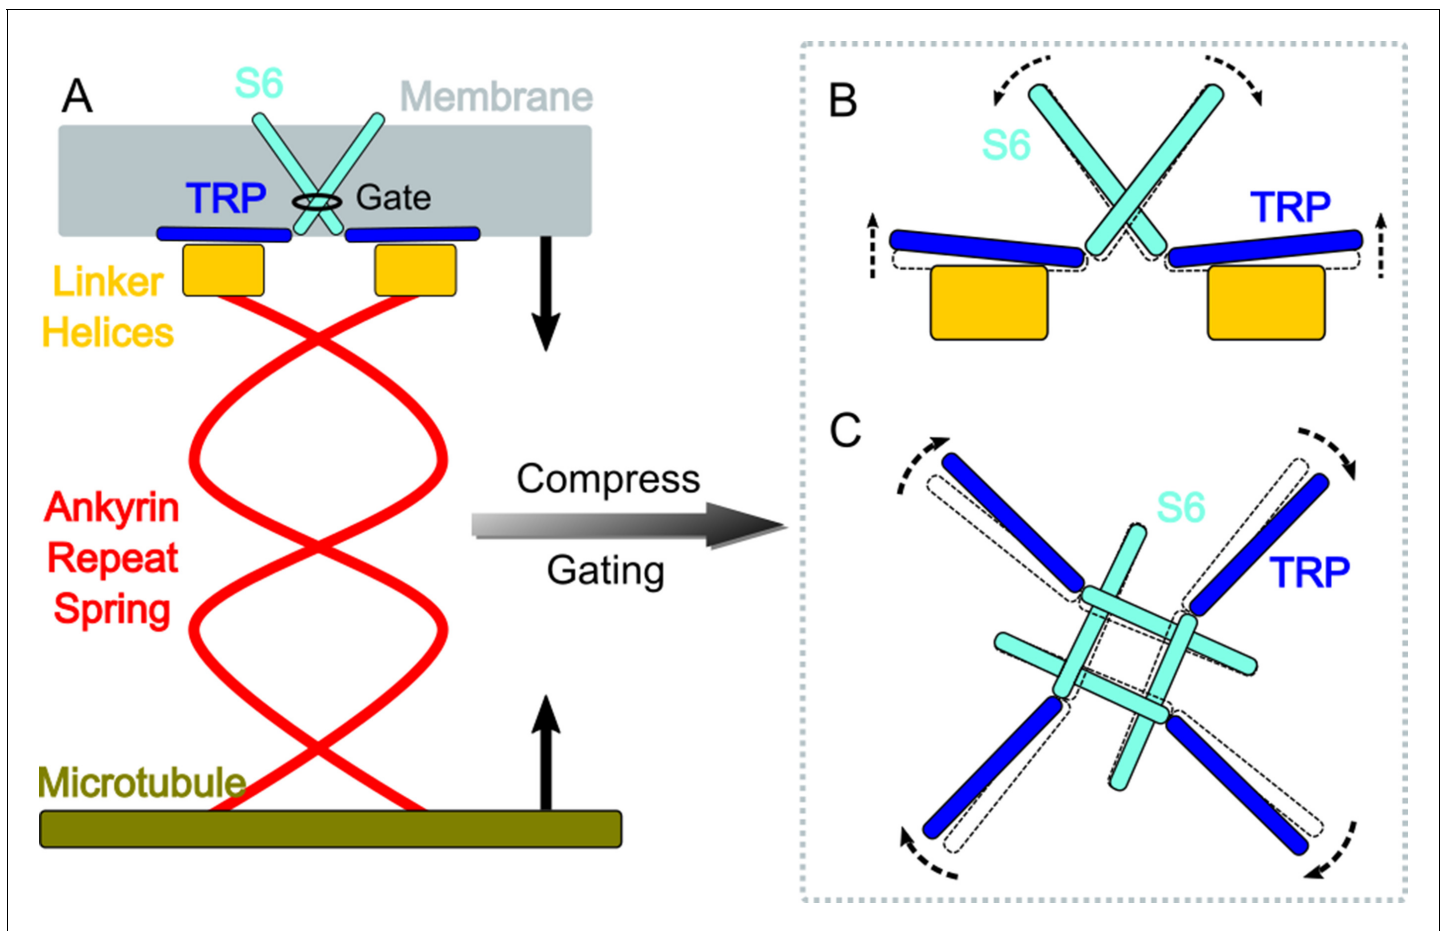 A
S6
Membrane
TRP
Gate
Linker
Helices
Ankyrin
Repeat
Spring
Microtubule
Compress
Gating
B
S6
TRP
C
S6
TRP